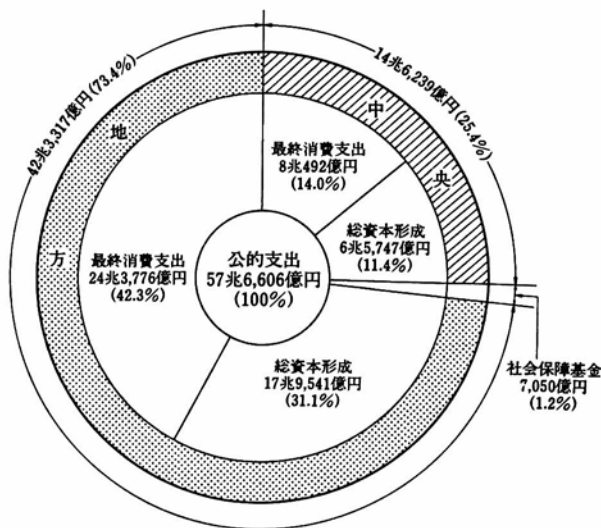 14兆6,239億円(25.4%)
42兆3,317億円(73.4%)
中
央
地
方
最終消費支出
8兆492億円
(14.0%)
総資本形成
6兆5,747億円
(11.4%)
最終消費支出
24兆3,776億円
(42.3%)
公的支出
57兆6,606億円
(100%)
総資本形成
17兆9,541億円
(31.1%)
社会保障基金
7,050億円
(1.2%)